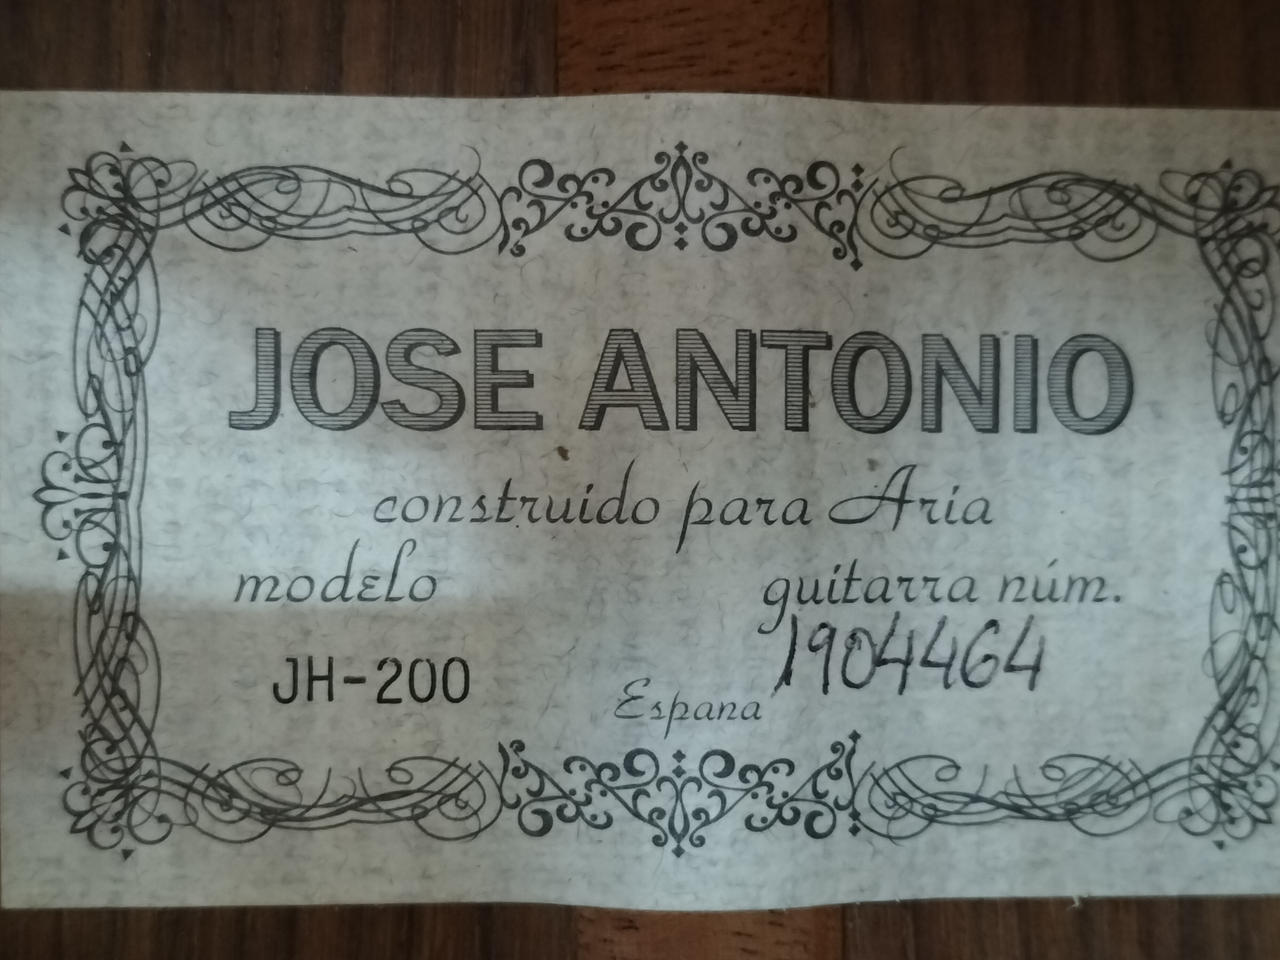 JOSE ANTONIO
construido para Aria
modelo guitarra núm.
JH-200 1904464
Espana